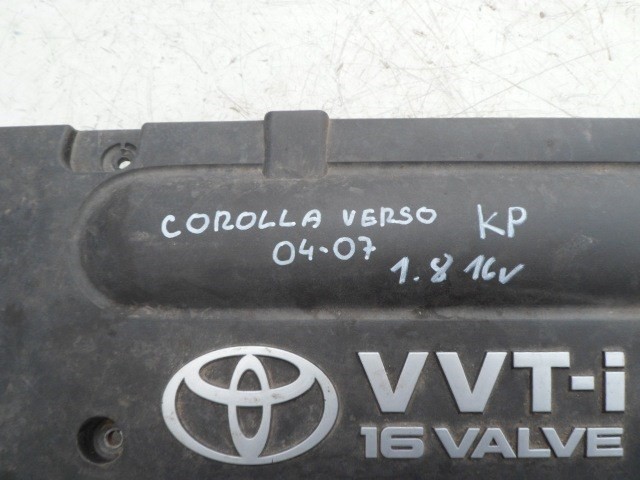 COROLLA VERSO KP
04-07
1.8 16v
VVT-i
16 VALVE